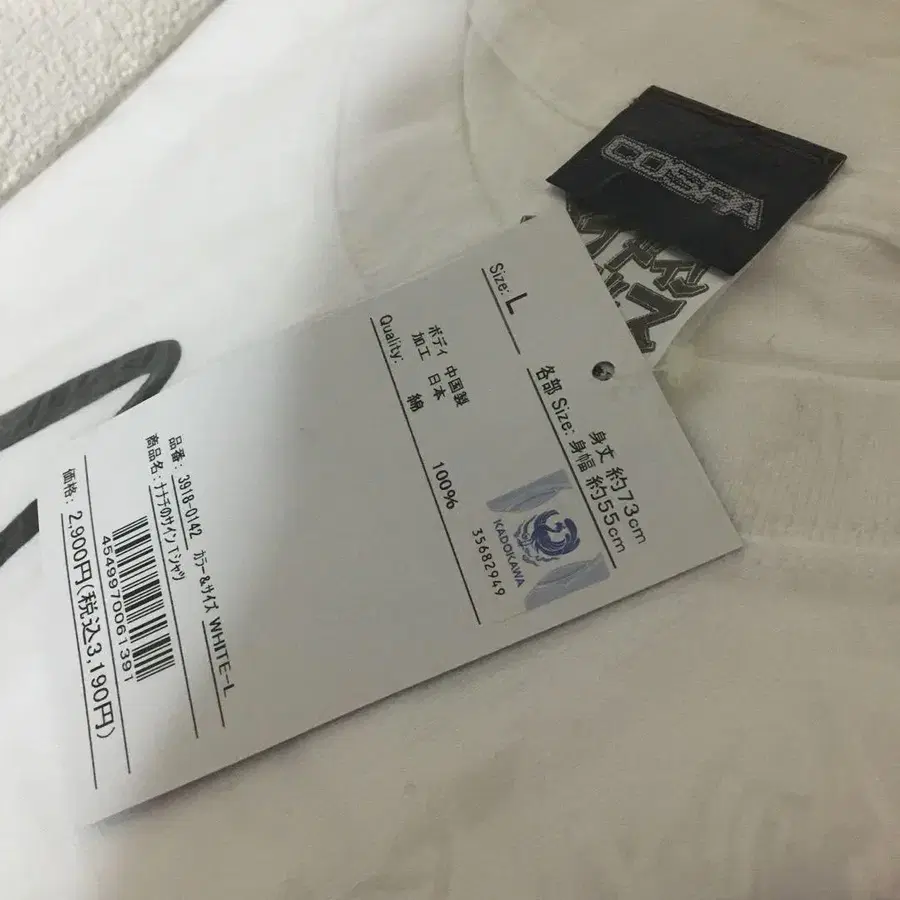 COSPA
Size: L
各部 Size: 身丈 約73cm
身幅 約55cm
Quality:
ボディ 中国製
加工 日本
綿 100%
KADOKAWA
35682949
品番: 3918-0142 カラー&サイズ WHITE-L
商品名: ナナチのサインTシャツ
4549970061391
価格: 2,900円(税込3,190円)